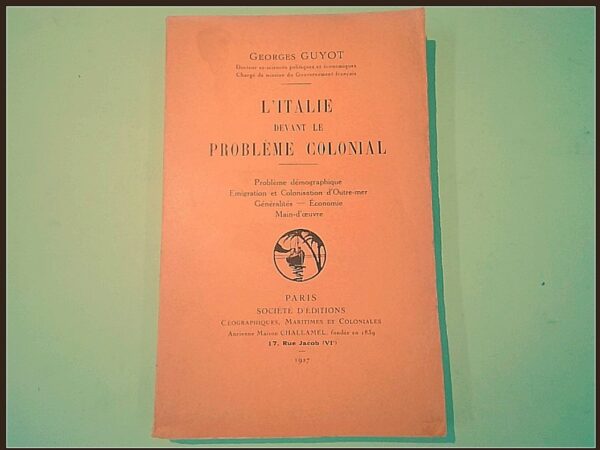 GEORGES GUYOT
Docteur ès-sciences politiques et économiques
Chargé de mission du Gouvernement français
L'ITALIE
DEVANT LE
PROBLÈME COLONIAL
Problème démographique
Emigration et Colonisation d'Outre-mer
Généralités — Économie
Main-d'œuvre
PARIS
SOCIÉTÉ D'ÉDITIONS
GÉOGRAPHIQUES, MARITIMES ET COLONIALES
Ancienne Maison CHALLAMEL, fondée en 1839
17, Rue Jacob (VIᵉ)
1927